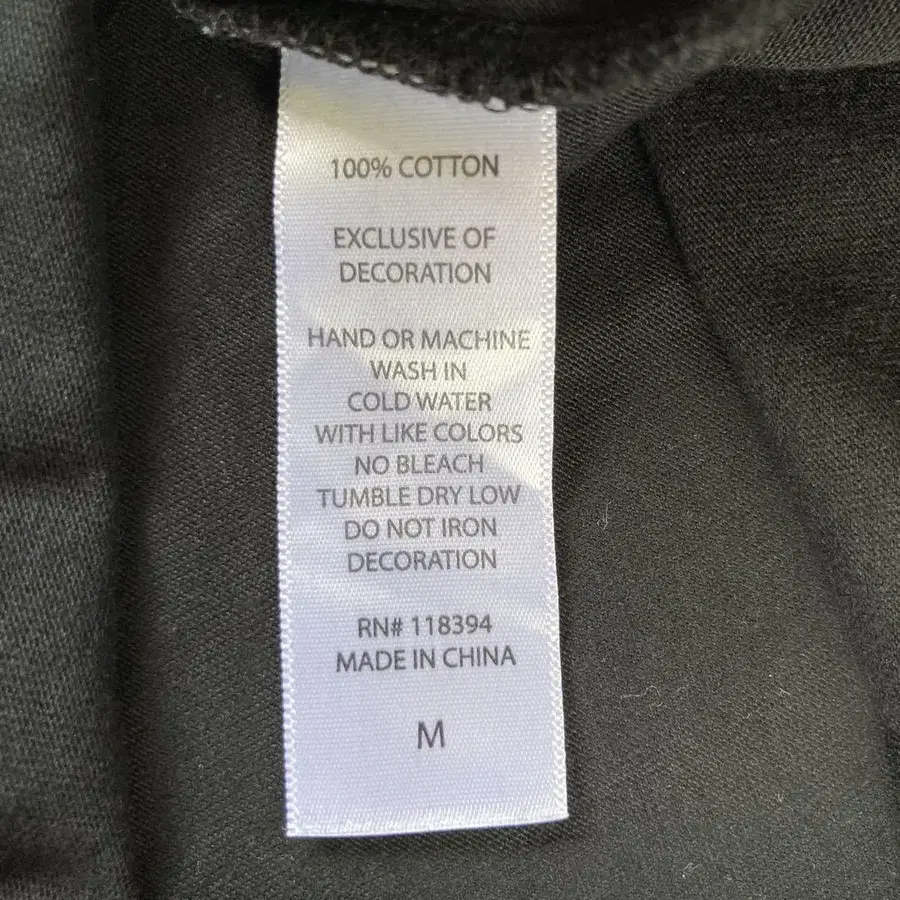 100% COTTON
EXCLUSIVE OF
DECORATION
HAND OR MACHINE
WASH IN
COLD WATER
WITH LIKE COLORS
NO BLEACH
TUMBLE DRY LOW
DO NOT IRON
DECORATION
RN# 118394
MADE IN CHINA
M